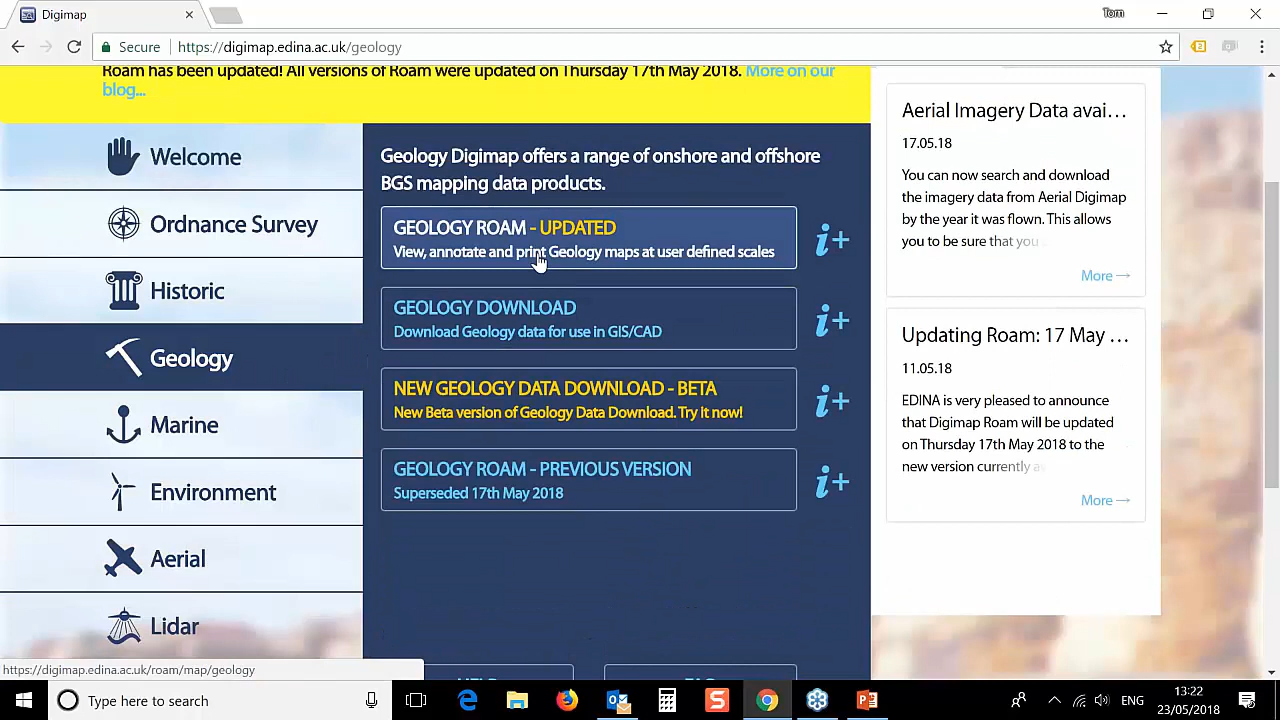 Digimap
Tom
Secure
https://digimap.edina.ac.uk/geology
2
Roam has been updated! All versions of Roam were updated on Thursday 17th May 2018. More on our
blog...
Welcome
Ordnance Survey
Historic
Geology
Marine
Environment
Aerial
Lidar
Geology Digimap offers a range of onshore and offshore
BGS mapping data products.
GEOLOGY ROAM - UPDATED
View, annotate and print Geology maps at user defined scales
i+
GEOLOGY DOWNLOAD
Download Geology data for use in GIS/CAD
i+
NEW GEOLOGY DATA DOWNLOAD - BETA
New Beta version of Geology Data Download. Try it now!
i+
GEOLOGY ROAM - PREVIOUS VERSION
Superseded 17th May 2018
i+
Aerial Imagery Data avai...
17.05.18
You can now search and download
the imagery data from Aerial Digimap
by the year it was flown. This allows
you to be sure that you
More →
Updating Roam: 17 May ...
11.05.18
EDINA is very pleased to announce
that Digimap Roam will be updated
on Thursday 17th May 2018 to the
new version currently as
More →
https://digimap.edina.ac.uk/roam/map/geology
Type here to search
ENG
13:22
23/05/2018